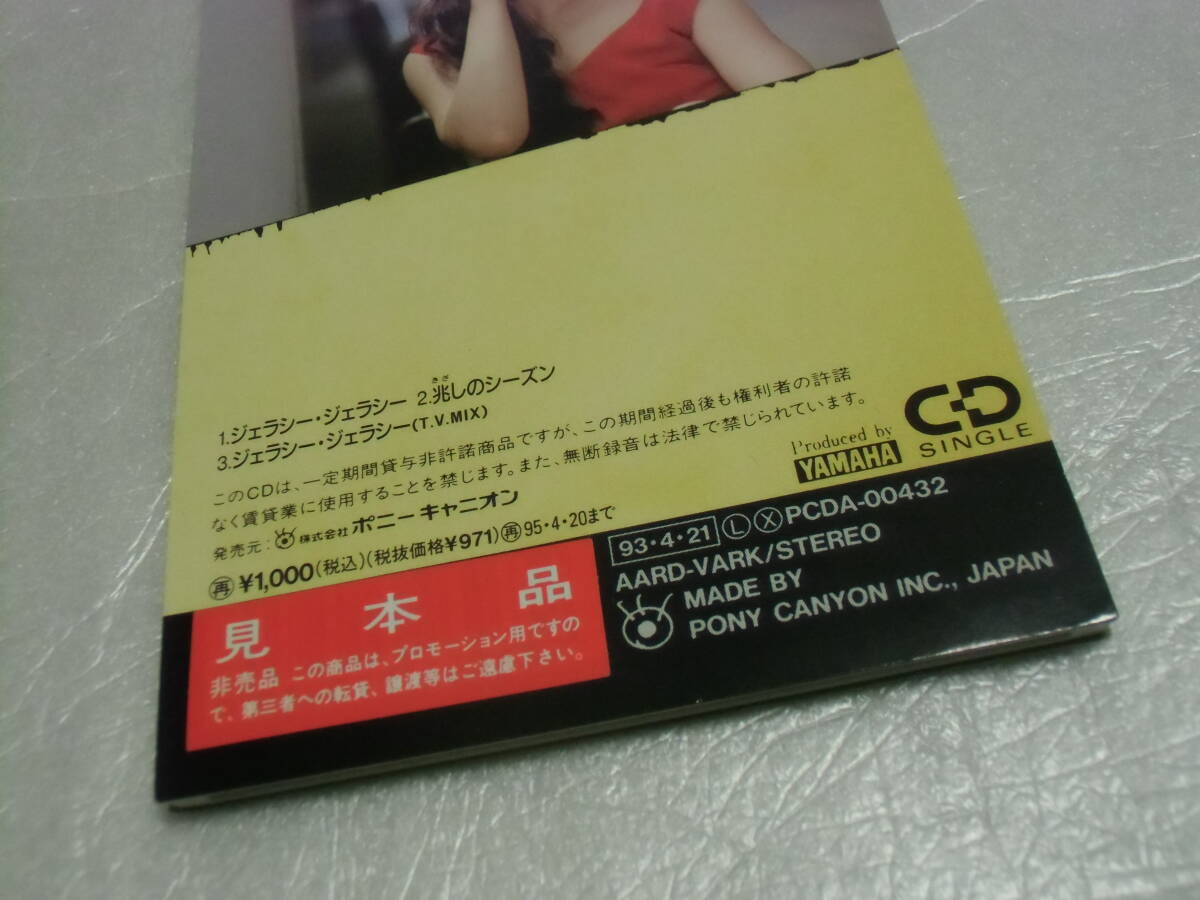 1.ジェラシー・ジェラシー 2.兆しのシーズン
きざ
3.ジェラシー・ジェラシー(T.V.MIX)
このCDは、一定期間貸与非許諾商品ですが、この期間経過後も権利者の許諾
なく賃貸業に使用することを禁じます。また、無断録音は法律で禁じられています。
発売元: 株式会社 ポニーキャニオン
再 ¥1,000(税込)(税抜価格¥971) 再 95・4・20まで
Produced by
YAMAHA
CD
SINGLE
見本品
非売品 この商品は、プロモーション用ですの
で、第三者への転貸、譲渡等はご遠慮下さい。
93・4・21 Ⓛ Ⓧ PCDA-00432
AARD-VARK/STEREO
MADE BY
PONY CANYON INC., JAPAN